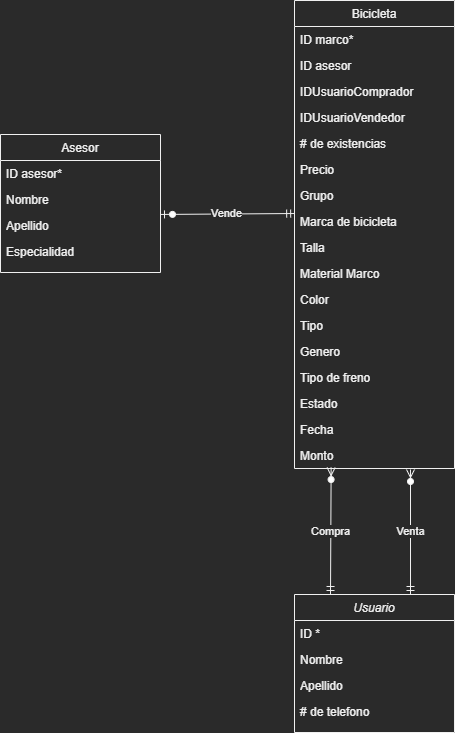 Bicicleta
ID marco*
ID asesor
IDUsuarioComprador
IDUsuarioVendedor
# de existencias
Precio
Grupo
Marca de bicicleta
Talla
Material Marco
Color
Tipo
Genero
Tipo de freno
Estado
Fecha
Monto
Asesor
ID asesor*
Nombre
Apellido
Especialidad
Vende
Compra
Venta
Usuario
ID *
Nombre
Apellido
# de telefono